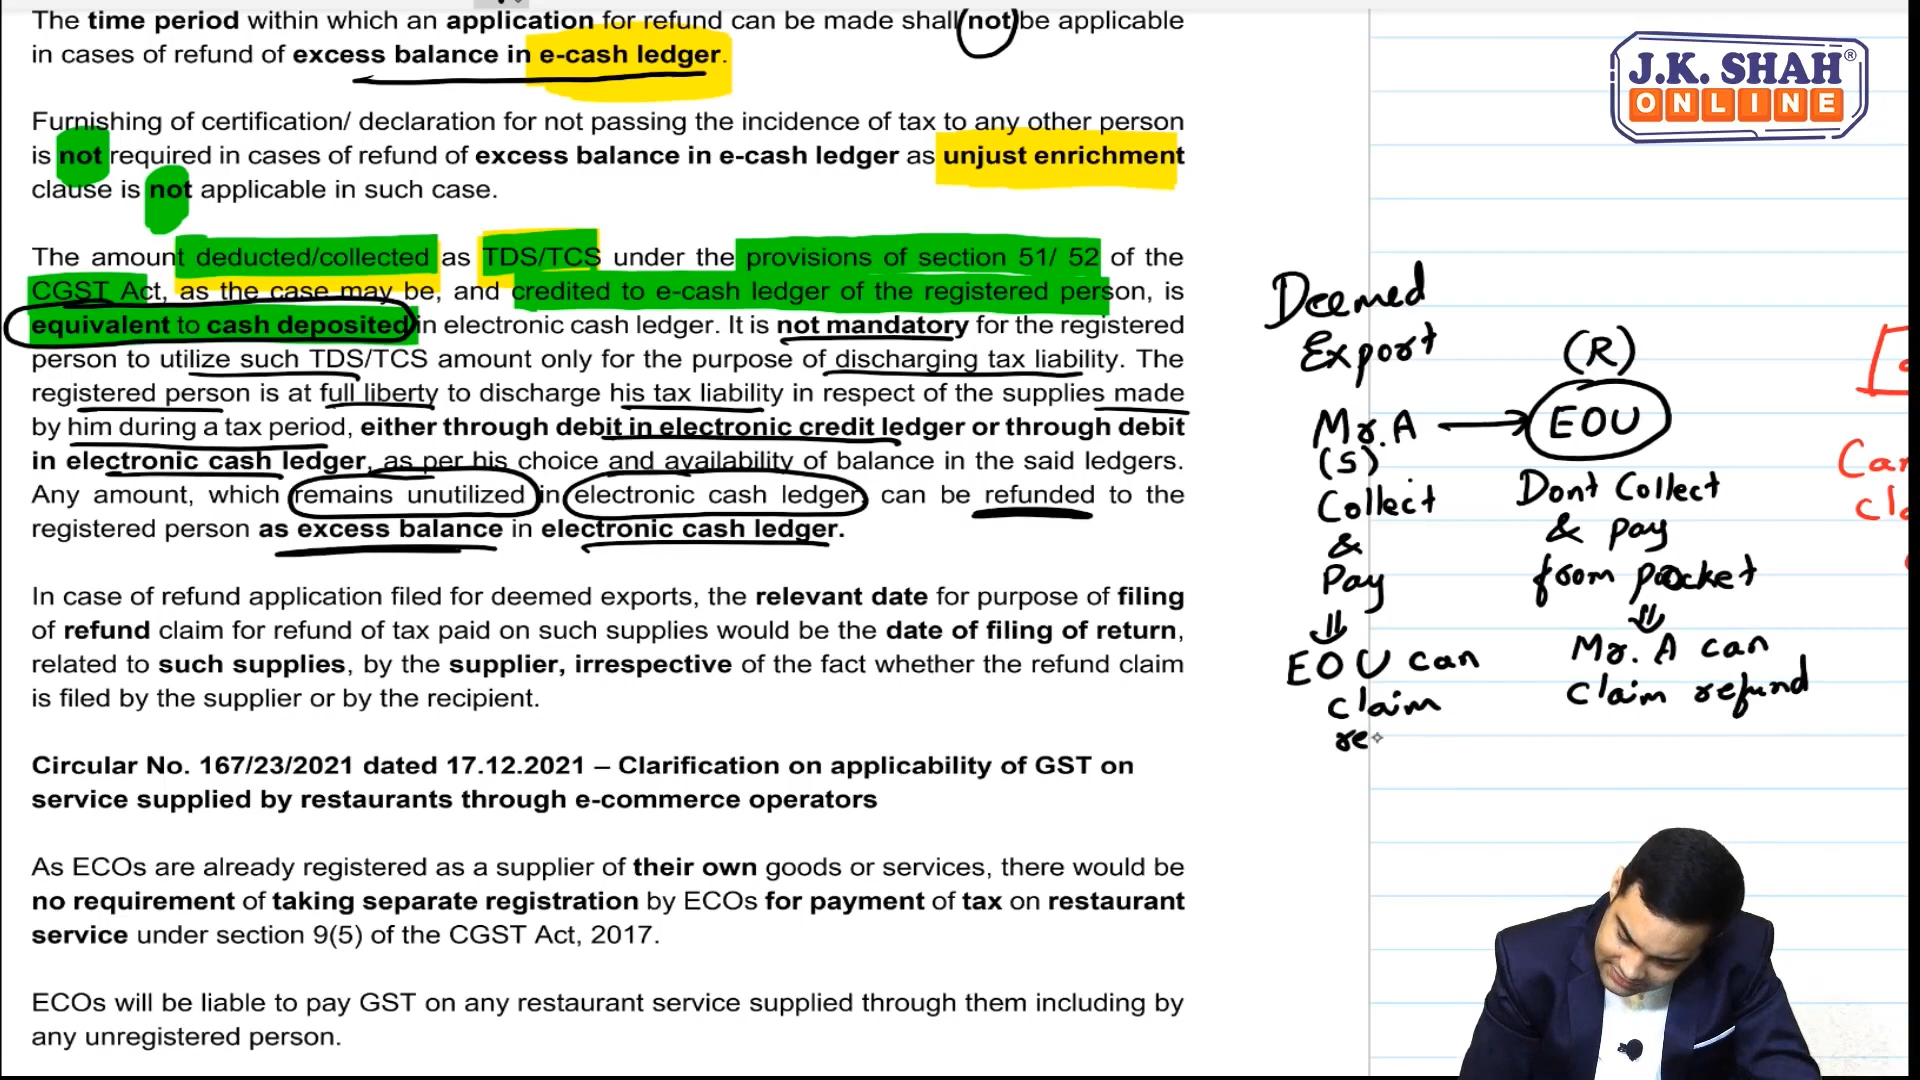 The time period within which an application for refund can be made shall not be applicable
in cases of refund of excess balance in e-cash ledger.
Furnishing of certification/ declaration for not passing the incidence of tax to any other person
is not required in cases of refund of excess balance in e-cash ledger as unjust enrichment
clause is not applicable in such case.
The amount deducted/collected as TDS/TCS under the provisions of section 51/ 52 of the
CGST Act, as the case may be, and credited to e-cash ledger of the registered person, is
equivalent to cash deposited in electronic cash ledger. It is not mandatory for the registered
person to utilize such TDS/TCS amount only for the purpose of discharging tax liability. The
registered person is at full liberty to discharge his tax liability in respect of the supplies made
by him during a tax period, either through debit in electronic credit ledger or through debit
in electronic cash ledger, as per his choice and availability of balance in the said ledgers.
Any amount, which remains unutilized in electronic cash ledger, can be refunded to the
registered person as excess balance in electronic cash ledger.
In case of refund application filed for deemed exports, the relevant date for purpose of filing
of refund claim for refund of tax paid on such supplies would be the date of filing of return,
related to such supplies, by the supplier, irrespective of the fact whether the refund claim
is filed by the supplier or by the recipient.
Circular No. 167/23/2021 dated 17.12.2021 – Clarification on applicability of GST on
service supplied by restaurants through e-commerce operators
As ECOs are already registered as a supplier of their own goods or services, there would be
no requirement of taking separate registration by ECOs for payment of tax on restaurant
service under section 9(5) of the CGST Act, 2017.
ECOs will be liable to pay GST on any restaurant service supplied through them including by
any unregistered person.
J.K. SHAH®
ONLINE
Deemed
Export
Mr. A
(S)
Collect
&
Pay
EOU can
claim
re
(R)
EOU
Dont Collect
& pay
from pocket
Mr. A can
claim refund